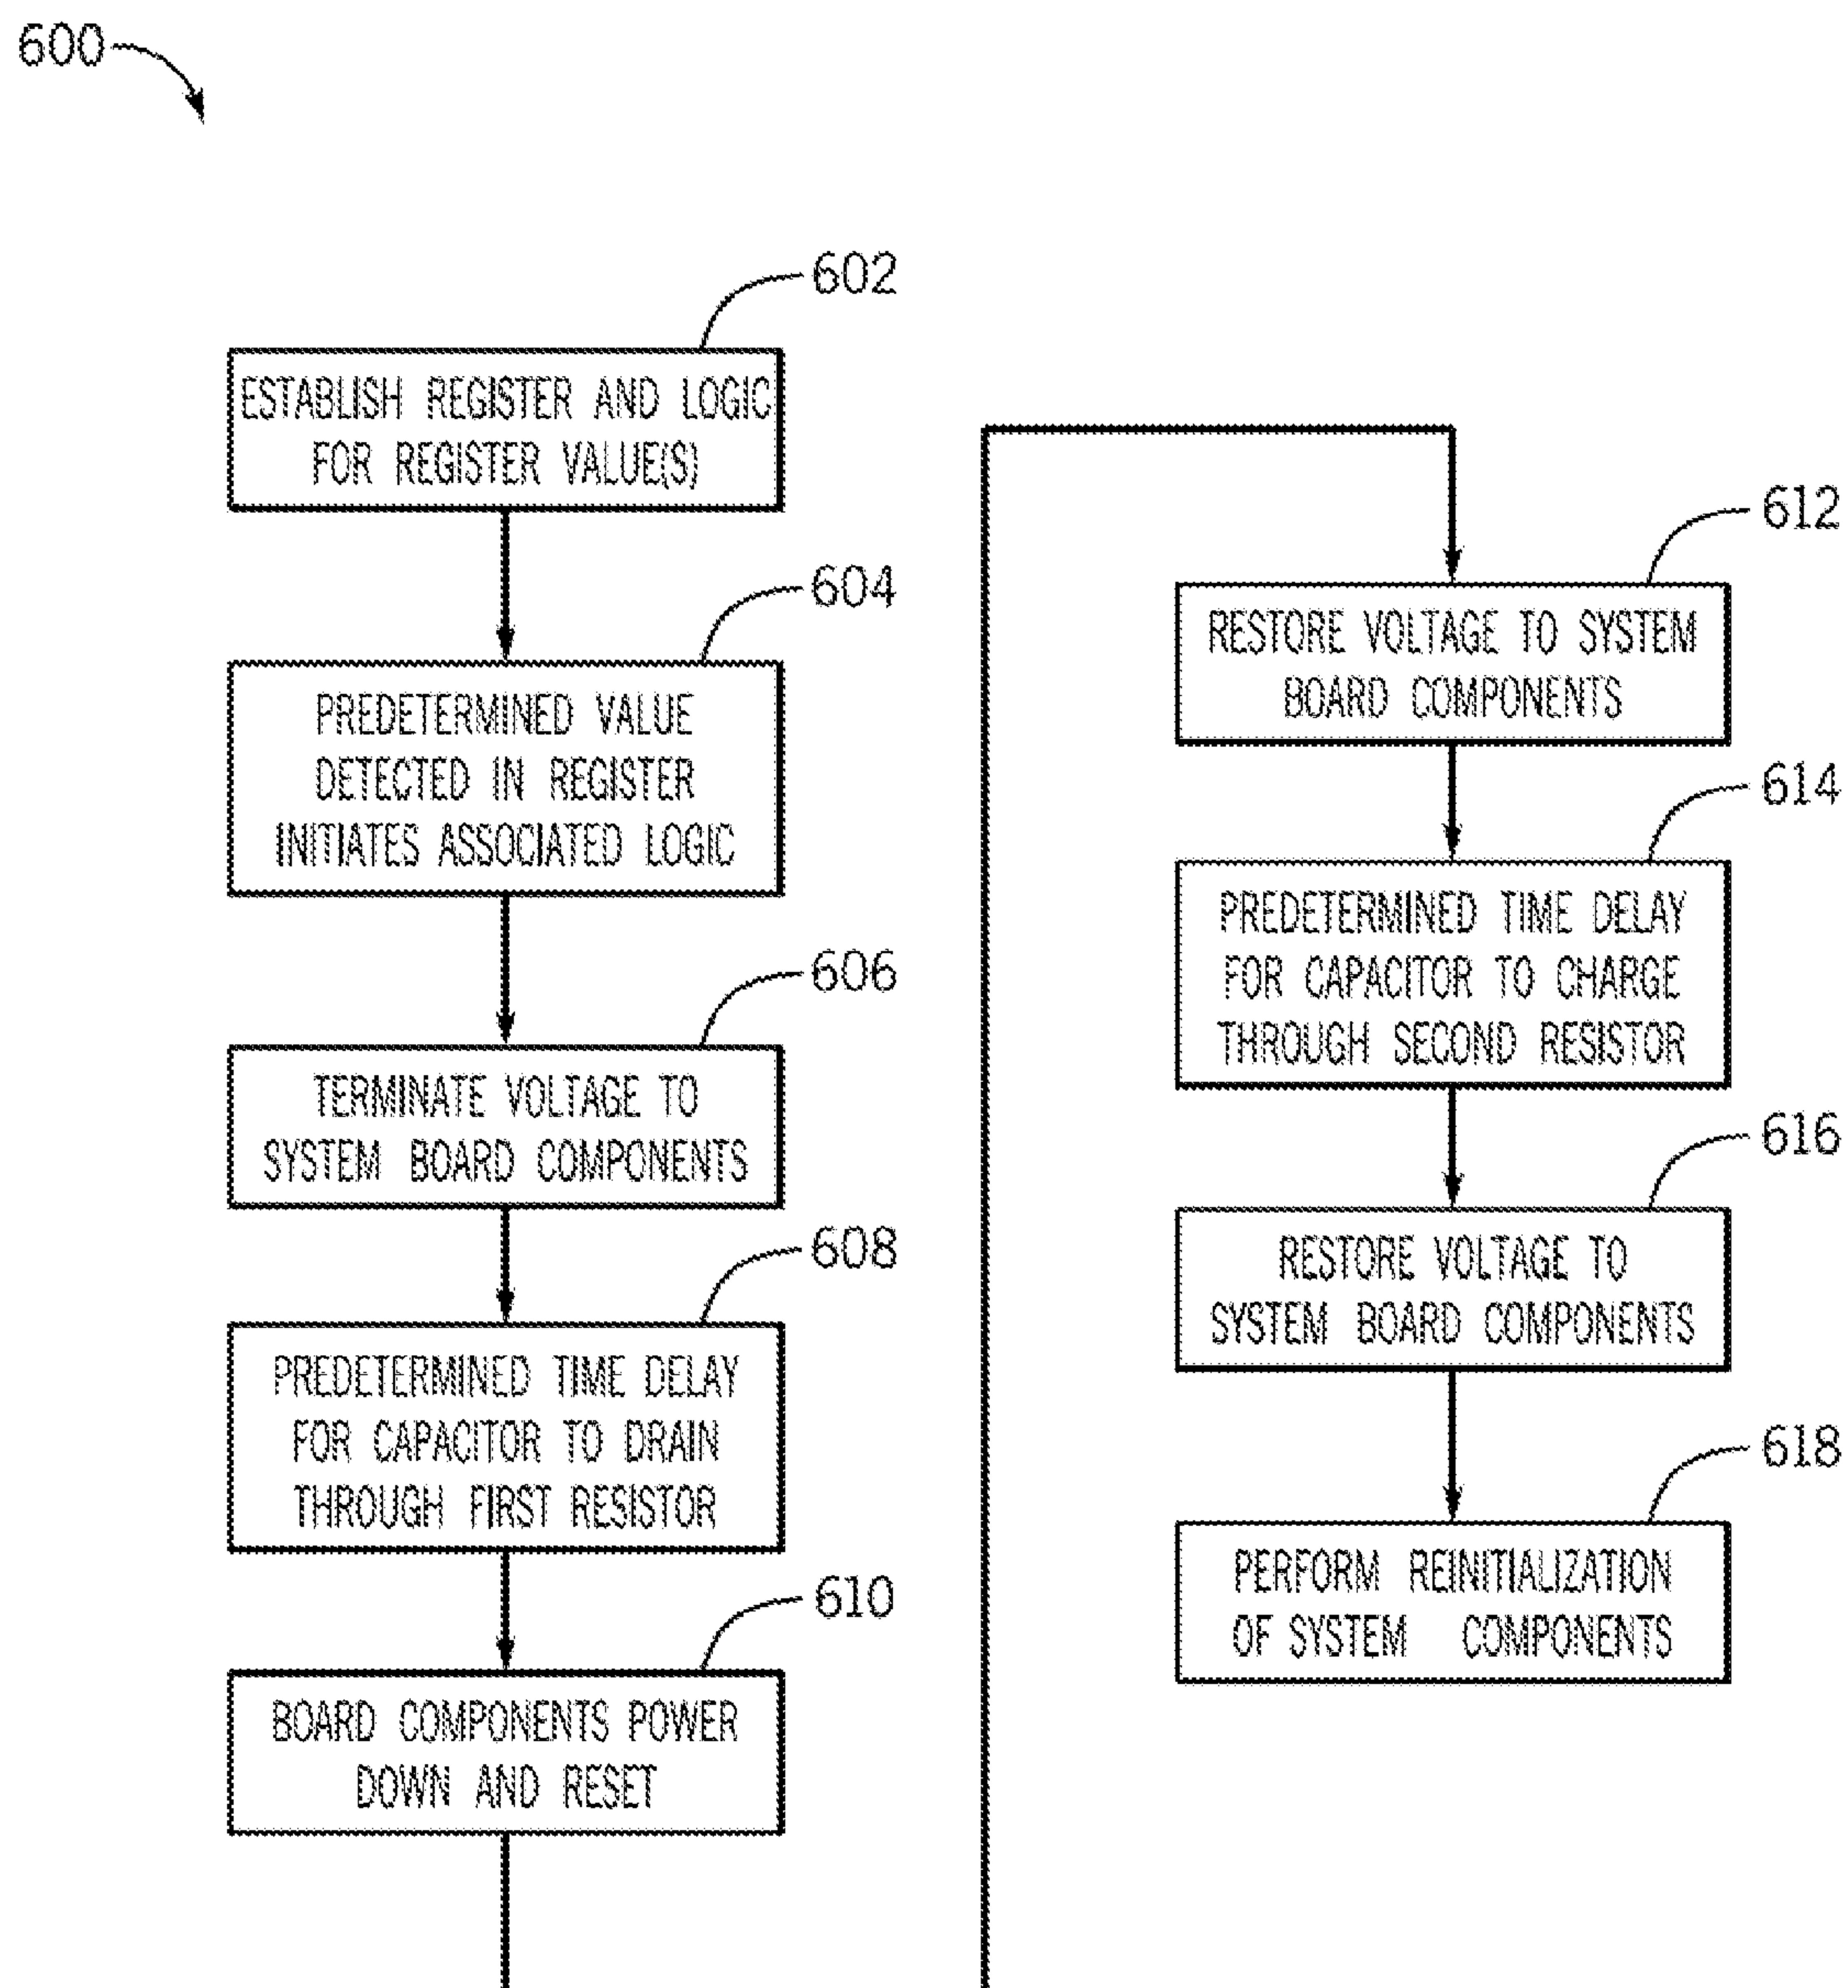 600
602
ESTABLISH REGISTER AND LOGIC
FOR REGISTER VALUE(S)
604
PREDETERMINED VALUE
DETECTED IN REGISTER
INITIATES ASSOCIATED LOGIC
606
TERMINATE VOLTAGE TO
SYSTEM BOARD COMPONENTS
608
PREDETERMINED TIME DELAY
FOR CAPACITOR TO DRAIN
THROUGH FIRST RESISTOR
610
BOARD COMPONENTS POWER
DOWN AND RESET
612
RESTORE VOLTAGE TO SYSTEM
BOARD COMPONENTS
614
PREDETERMINED TIME DELAY
FOR CAPACITOR TO CHARGE
THROUGH SECOND RESISTOR
616
RESTORE VOLTAGE TO
SYSTEM BOARD COMPONENTS
618
PERFORM REINITIALIZATION
OF SYSTEM COMPONENTS